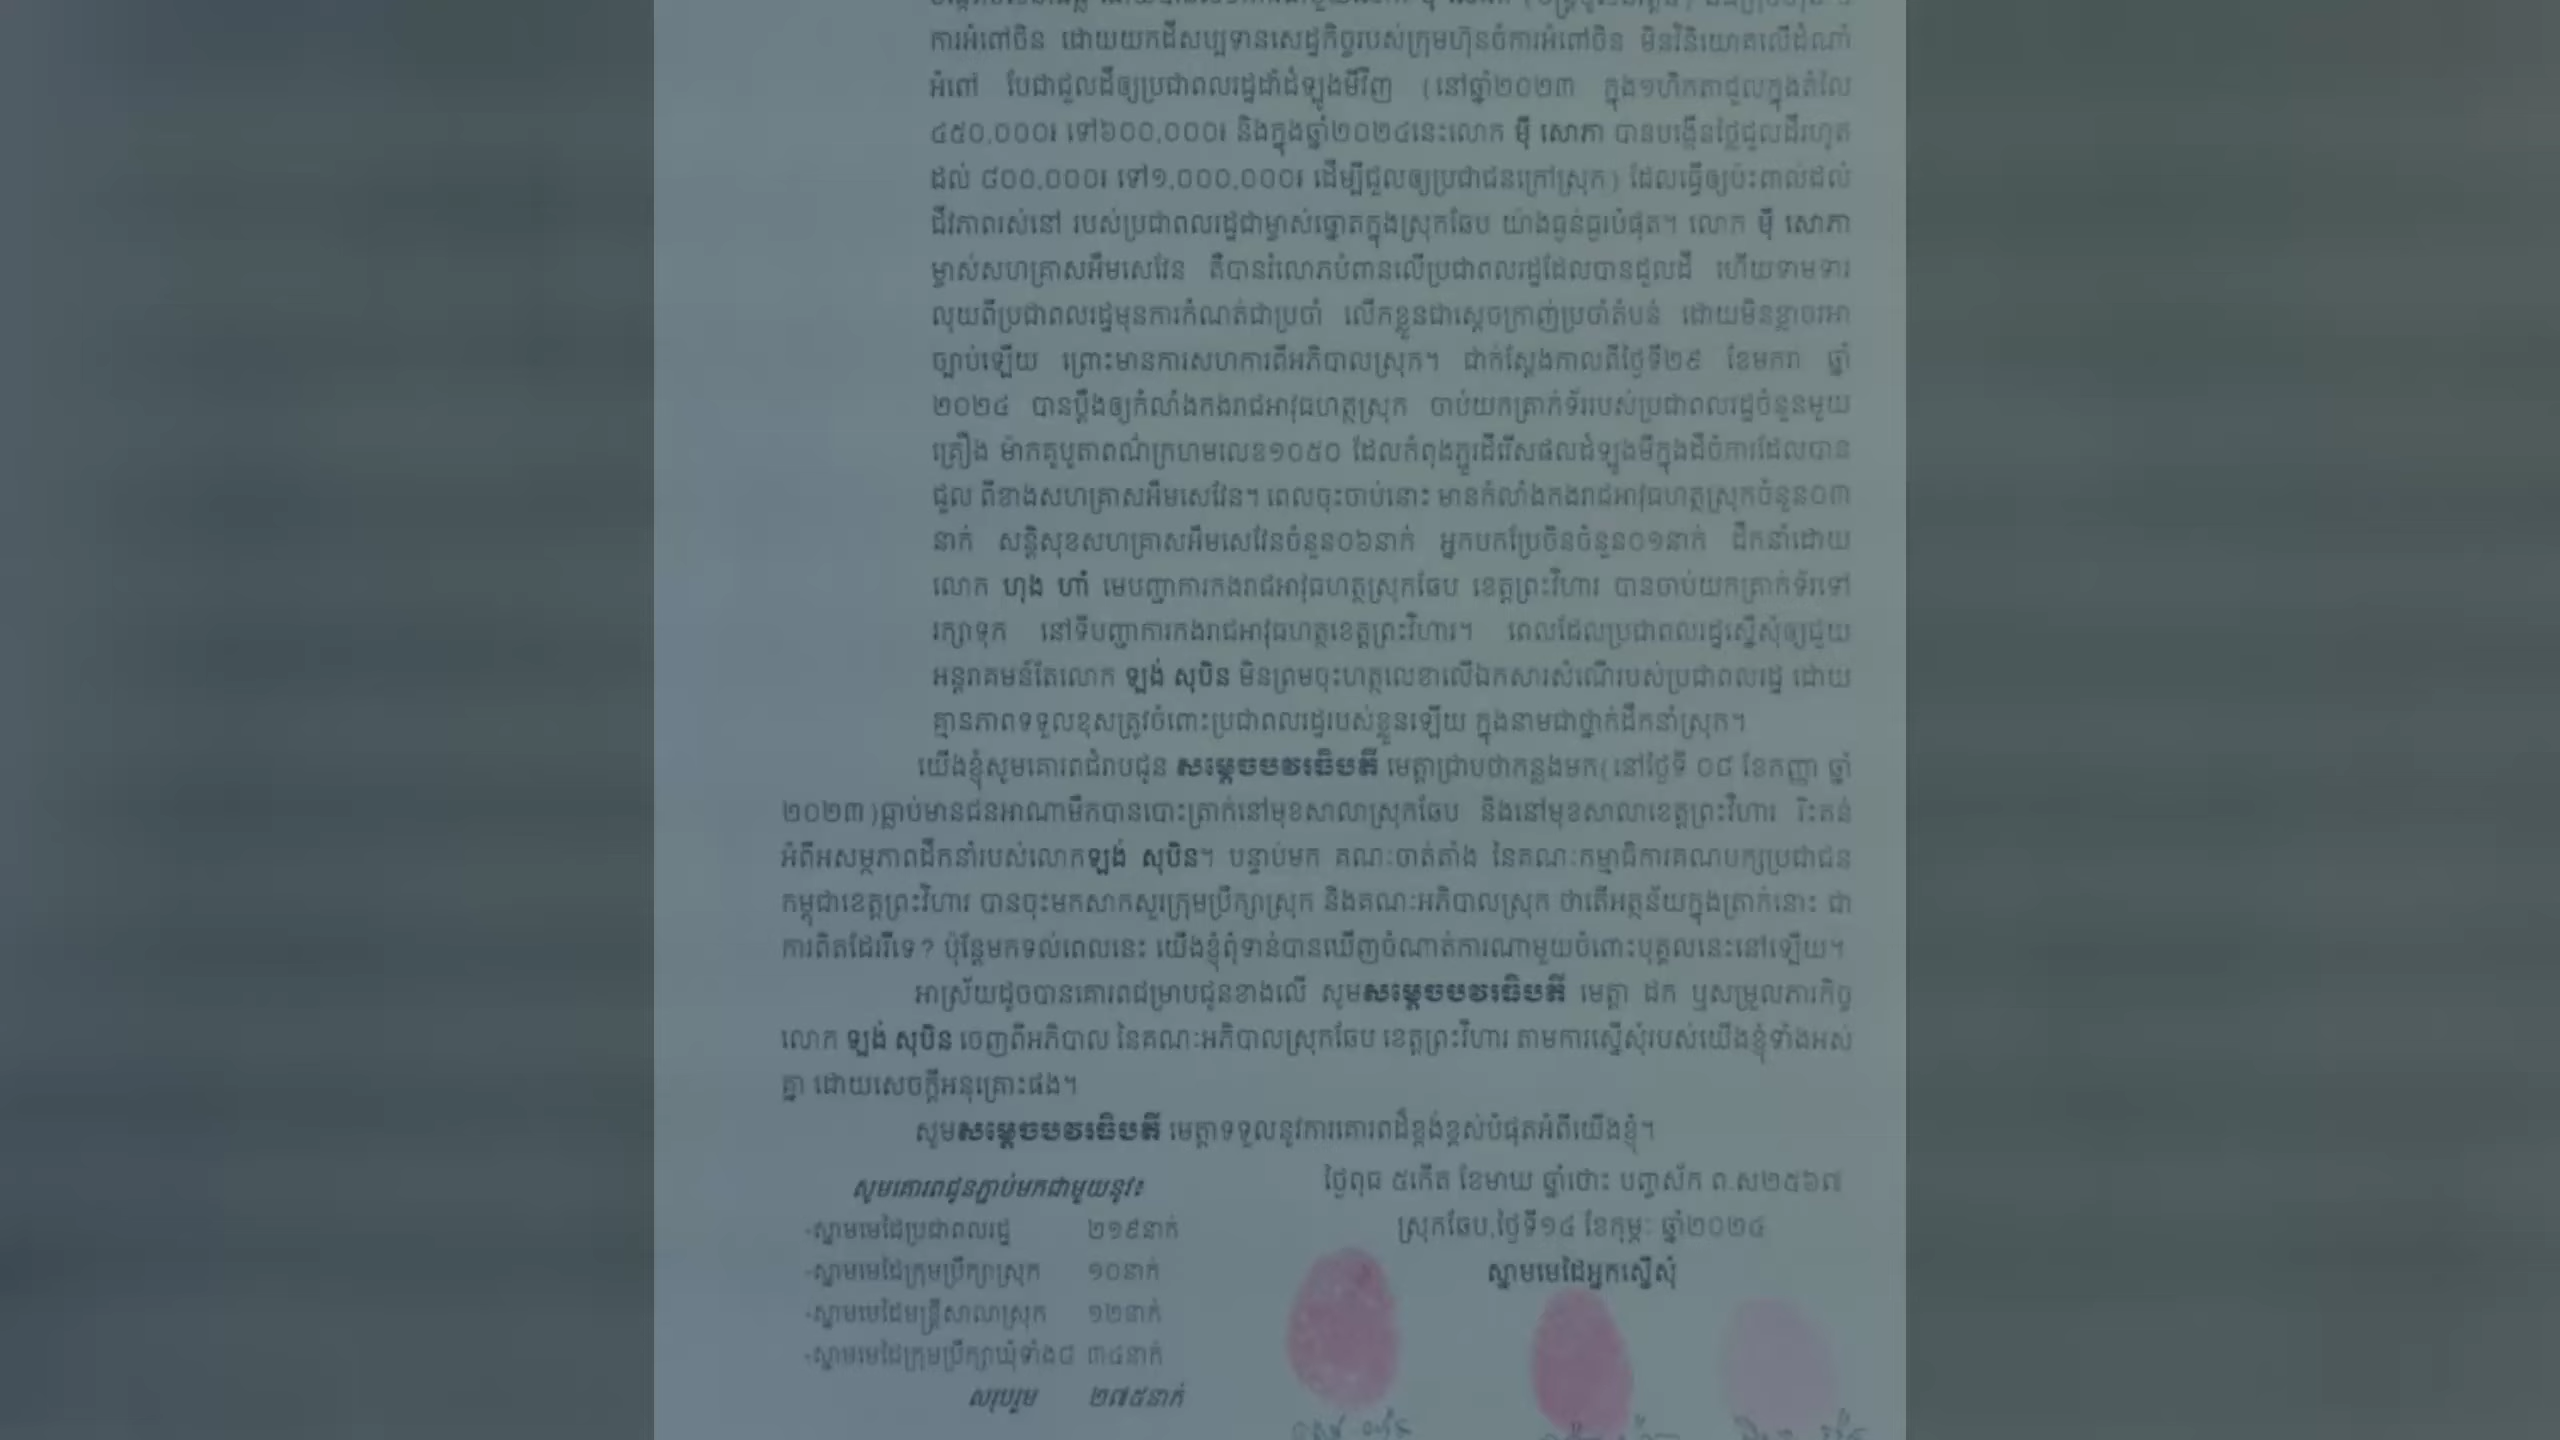 ការអំពៅចិន ដោយយកដីសប្បទានសេដ្ឋកិច្ចរបស់ក្រុមហ៊ុនចំការអំពៅចិន មិនវិនិយោគលើដំណាំ
អំពៅ បែជាជួលដីឲ្យប្រជាពលរដ្ឋដាំដំឡូងមីវិញ (នៅឆ្នាំ២០២៣ ក្នុង១ហិកតាជួលក្នុងតំលៃ
៤៥០,០០០៛ ទៅ៦០០,០០០៛ និងក្នុងឆ្នាំ២០២៤នេះលោក ម៉ី សោភា បានបង្កើនថ្លៃជួលដីរហូត
ដល់ ៨០០,០០០៛ ទៅ១,០០០,០០០៛ ដើម្បីជួលឲ្យប្រជាជនក្រៅស្រុក) ដែលធ្វើឲ្យប៉ះពាល់ដល់
ជីវភាពរស់នៅ របស់ប្រជាពលរដ្ឋជាម្ចាស់ឆ្នោតក្នុងស្រុកឆែប យ៉ាងធ្ងន់ធ្ងរបំផុត។ លោក ម៉ី សោភា
ម្ចាស់សហគ្រាសអឹមសេវែន គឺបានរំលោភបំពានលើប្រជាពលរដ្ឋដែលបានជួលដី ហើយទាមទារ
លុយពីប្រជាពលរដ្ឋមុនការកំណត់ជាប្រចាំ លើកខ្លួនជាស្តេចក្រាញ់ប្រចាំតំបន់ ដោយមិនខ្លាចរអា
ច្បាប់ឡើយ ព្រោះមានការសហការពីអភិបាលស្រុក។ ជាក់ស្តែងកាលពីថ្ងៃទី២៩ ខែមករា ឆ្នាំ
២០២៤ បានប្តឹងឲ្យកំលាំងកងរាជអាវុធហត្ថស្រុក ចាប់យកត្រាក់ទ័ររបស់ប្រជាពលរដ្ឋចំនួនមួយ
គ្រឿង ម៉ាកគូបូតាពណ៌ក្រហមលេខ១០៥០ ដែលកំពុងភ្ជួរដីរើសផលដំឡូងមីក្នុងដីចំការដែលបាន
ជួល ពីខាងសហគ្រាសអឹមសេវែន។ ពេលចុះចាប់នោះ មានកំលាំងកងរាជអាវុធហត្ថស្រុកចំនួន០៣
នាក់ សន្តិសុខសហគ្រាសអឹមសេវែនចំនួន០៦នាក់ អ្នកបកប្រែចិនចំនួន០១នាក់ ដឹកនាំដោយ
លោក ហុង ហាំ មេបញ្ជាការកងរាជអាវុធហត្ថស្រុកឆែប ខេត្តព្រះវិហារ បានចាប់យកត្រាក់ទ័រទៅ
រក្សាទុក នៅទីបញ្ជាការកងរាជអាវុធហត្ថខេត្តព្រះវិហារ។ ពេលដែលប្រជាពលរដ្ឋស្នើសុំឲ្យជួយ
អន្តរាគមន៍តែលោក ឡុង សុបិន មិនព្រមចុះហត្ថលេខាលើឯកសារសំណើរបស់ប្រជាពលរដ្ឋ ដោយ
គ្មានភាពទទួលខុសត្រូវចំពោះប្រជាពលរដ្ឋរបស់ខ្លួនឡើយ ក្នុងនាមជាថ្នាក់ដឹកនាំស្រុក។
យើងខ្ញុំសូមគោរពជំរាបជូន សម្តេចបវរធិបតី មេត្តាជ្រាបថាកន្លងមក(នៅថ្ងៃទី ០៨ ខែកញ្ញា ឆ្នាំ
២០២៣)ធ្លាប់មានជនអាណាមឹកបានបោះត្រាក់នៅមុខសាលាស្រុកឆែប និងនៅមុខសាលាខេត្តព្រះវិហារ រិះគន់
អំពីអសម្ថភាពដឹកនាំរបស់លោកឡុង សុបិន។ បន្ទាប់មក គណៈចាត់តាំង នៃគណៈកម្មាធិការគណបក្សប្រជាជន
កម្ពុជាខេត្តព្រះវិហារ បានចុះមកសាកសួរក្រុមប្រឹក្សាស្រុក និងគណៈអភិបាលស្រុក ថាតើអត្ថន័យក្នុងត្រាក់នោះ ជា
ការពិតដែរឬទេ? ប៉ុន្តែមកទល់ពេលនេះ យើងខ្ញុំពុំទាន់បានឃើញចំណាត់ការណាមួយចំពោះបុគ្គលនេះនៅឡើយ។
អាស្រ័យដូចបានគោរពជម្រាបជូនខាងលើ សូមសម្តេចបវរធិបតី មេត្តា ដក ឬសម្រួលភារកិច្ច
លោក ឡុង សុបិន ចេញពីអភិបាល នៃគណៈអភិបាលស្រុកឆែប ខេត្តព្រះវិហារ តាមការស្នើសុំរបស់យើងខ្ញុំទាំងអស់
គ្នា ដោយសេចក្តីអនុគ្រោះផង។
សូមសម្តេចបវរធិបតី មេត្តាទទួលនូវការគោរពដ៏ខ្ពង់ខ្ពស់បំផុតអំពីយើងខ្ញុំ។
ថ្ងៃពុធ ៥កើត ខែមាឃ ឆ្នាំថោះ បញ្ចស័ក ព.ស២៥៦៧
ស្រុកឆែប,ថ្ងៃទី១៤ ខែកុម្ភៈ ឆ្នាំ២០២៤
ស្នាមមេដៃអ្នកស្នើសុំ
សូមគោរពជូនភ្ជាប់មកជាមួយនូវ៖
-ស្នាមមេដៃប្រជាពលរដ្ឋ ២១៩នាក់
-ស្នាមមេដៃក្រុមប្រឹក្សាស្រុក ១០នាក់
-ស្នាមមេដៃមន្ត្រីសាលាស្រុក ១២នាក់
-ស្នាមមេដៃក្រុមប្រឹក្សាឃុំទាំង៨ ៣៤នាក់
សរុបរួម ២៧៥នាក់